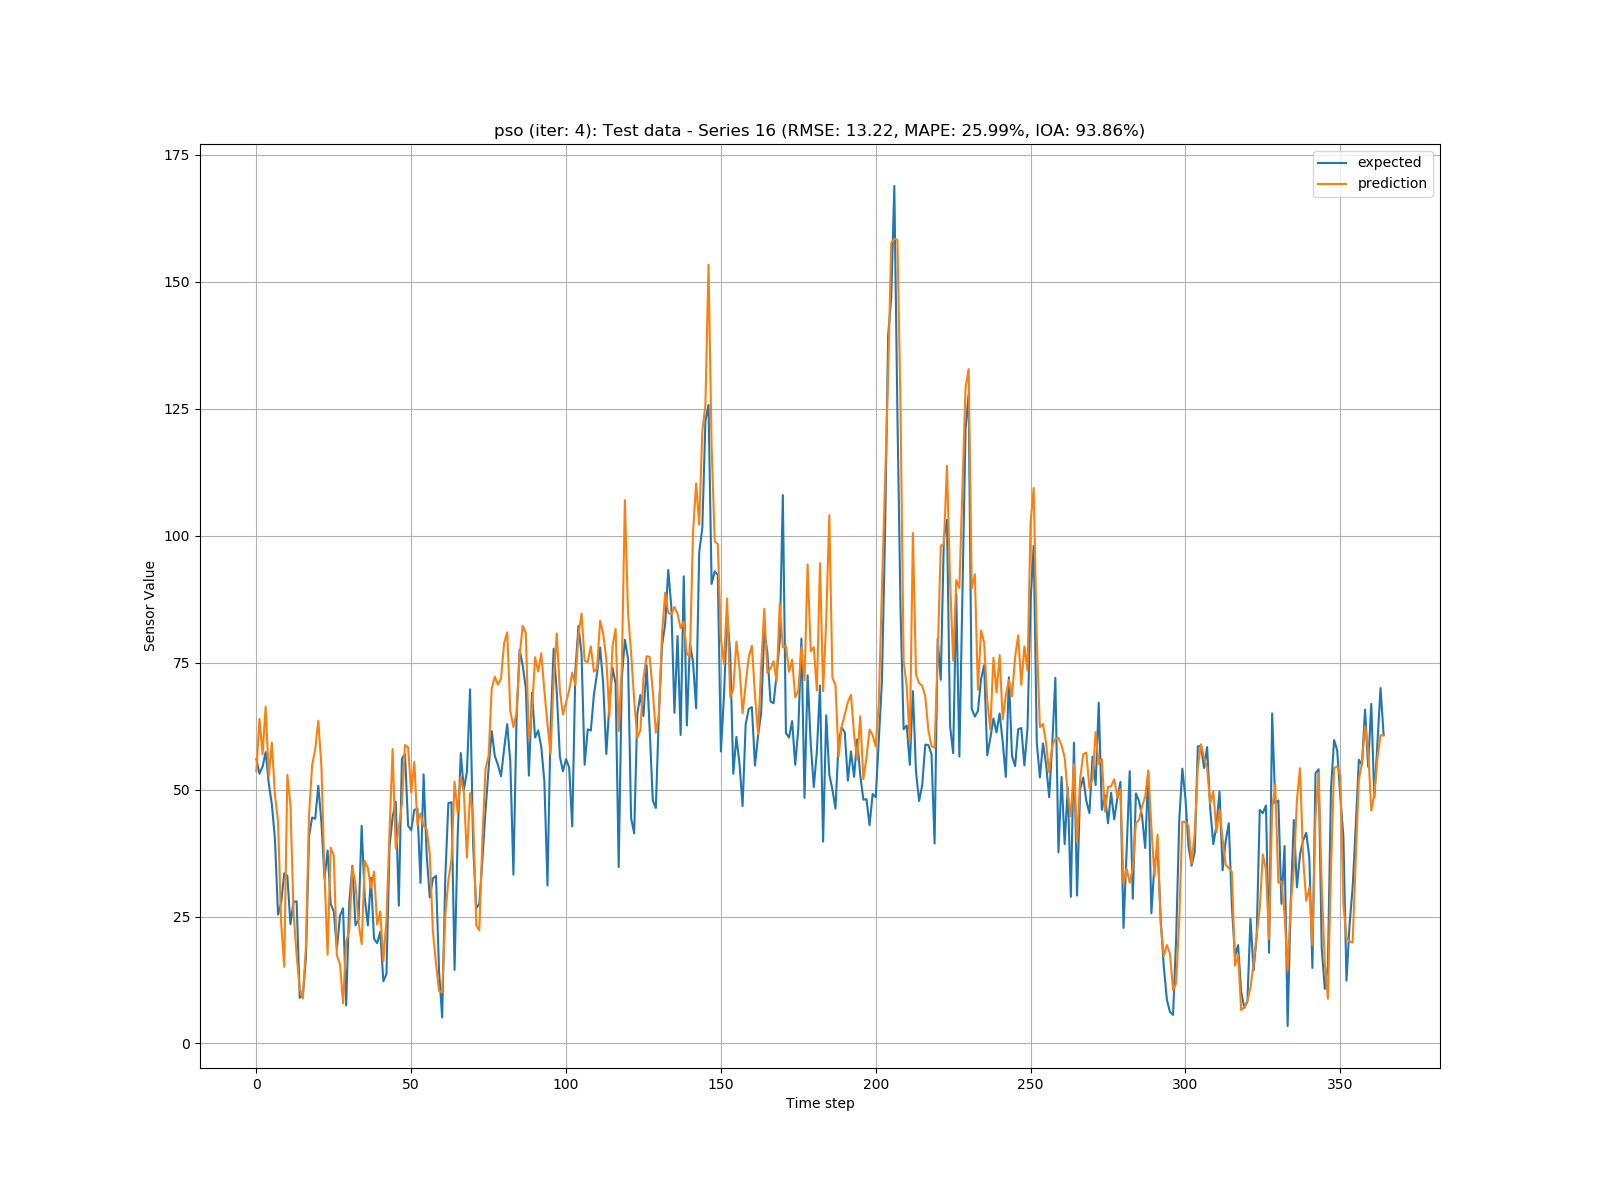 pso (iter: 4): Test data - Series 16 (RMSE: 13.22, MAPE: 25.99%, IOA: 93.86%)
expected
prediction
175
150
125
100
75
50
25
0
Sensor Value
0 50 100 150 200 250 300 350
Time step